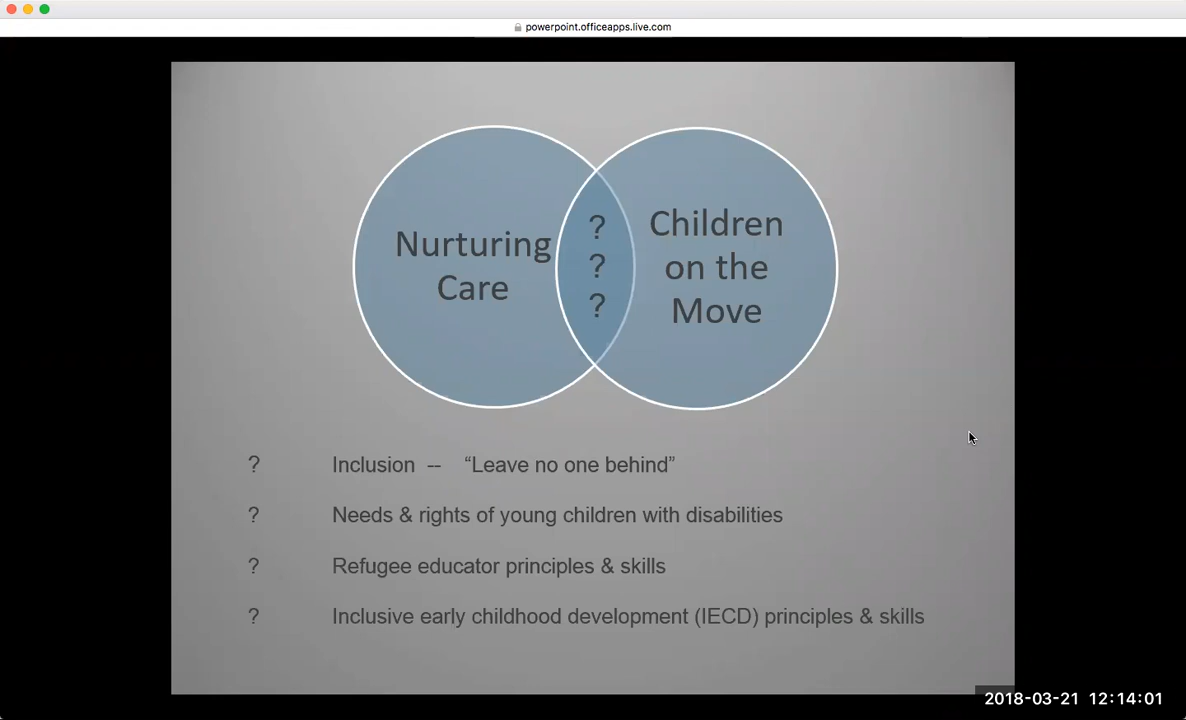 powerpoint.officeapps.live.com
Nurturing
Care
?
?
?
Children
on the
Move
? Inclusion -- “Leave no one behind”
? Needs & rights of young children with disabilities
? Refugee educator principles & skills
? Inclusive early childhood development (IECD) principles & skills
2018-03-21 12:14:01